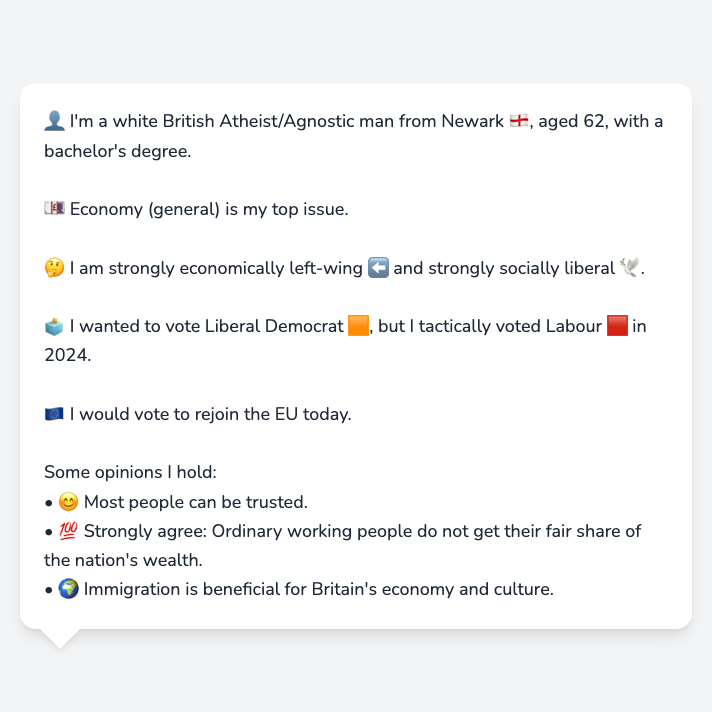 👤 I'm a white British Atheist/Agnostic man from Newark 🏴󠁧󠁢󠁥󠁮󠁧󠁿, aged 62, with a
bachelor's degree.
💷 Economy (general) is my top issue.
🤔 I am strongly economically left-wing ⬅️ and strongly socially liberal 🕊️.
🗳️ I wanted to vote Liberal Democrat 🟧, but I tactically voted Labour 🟥 in
2024.
🇪🇺 I would vote to rejoin the EU today.
Some opinions I hold:
• 😊 Most people can be trusted.
• 💯 Strongly agree: Ordinary working people do not get their fair share of
the nation's wealth.
• 🌍 Immigration is beneficial for Britain's economy and culture.